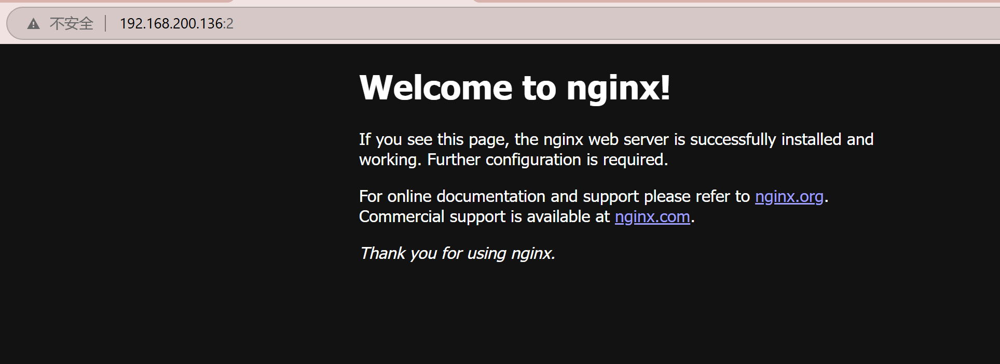 不安全 192.168.200.136:2
Welcome to nginx!
If you see this page, the nginx web server is successfully installed and
working. Further configuration is required.
For online documentation and support please refer to nginx.org.
Commercial support is available at nginx.com.
Thank you for using nginx.